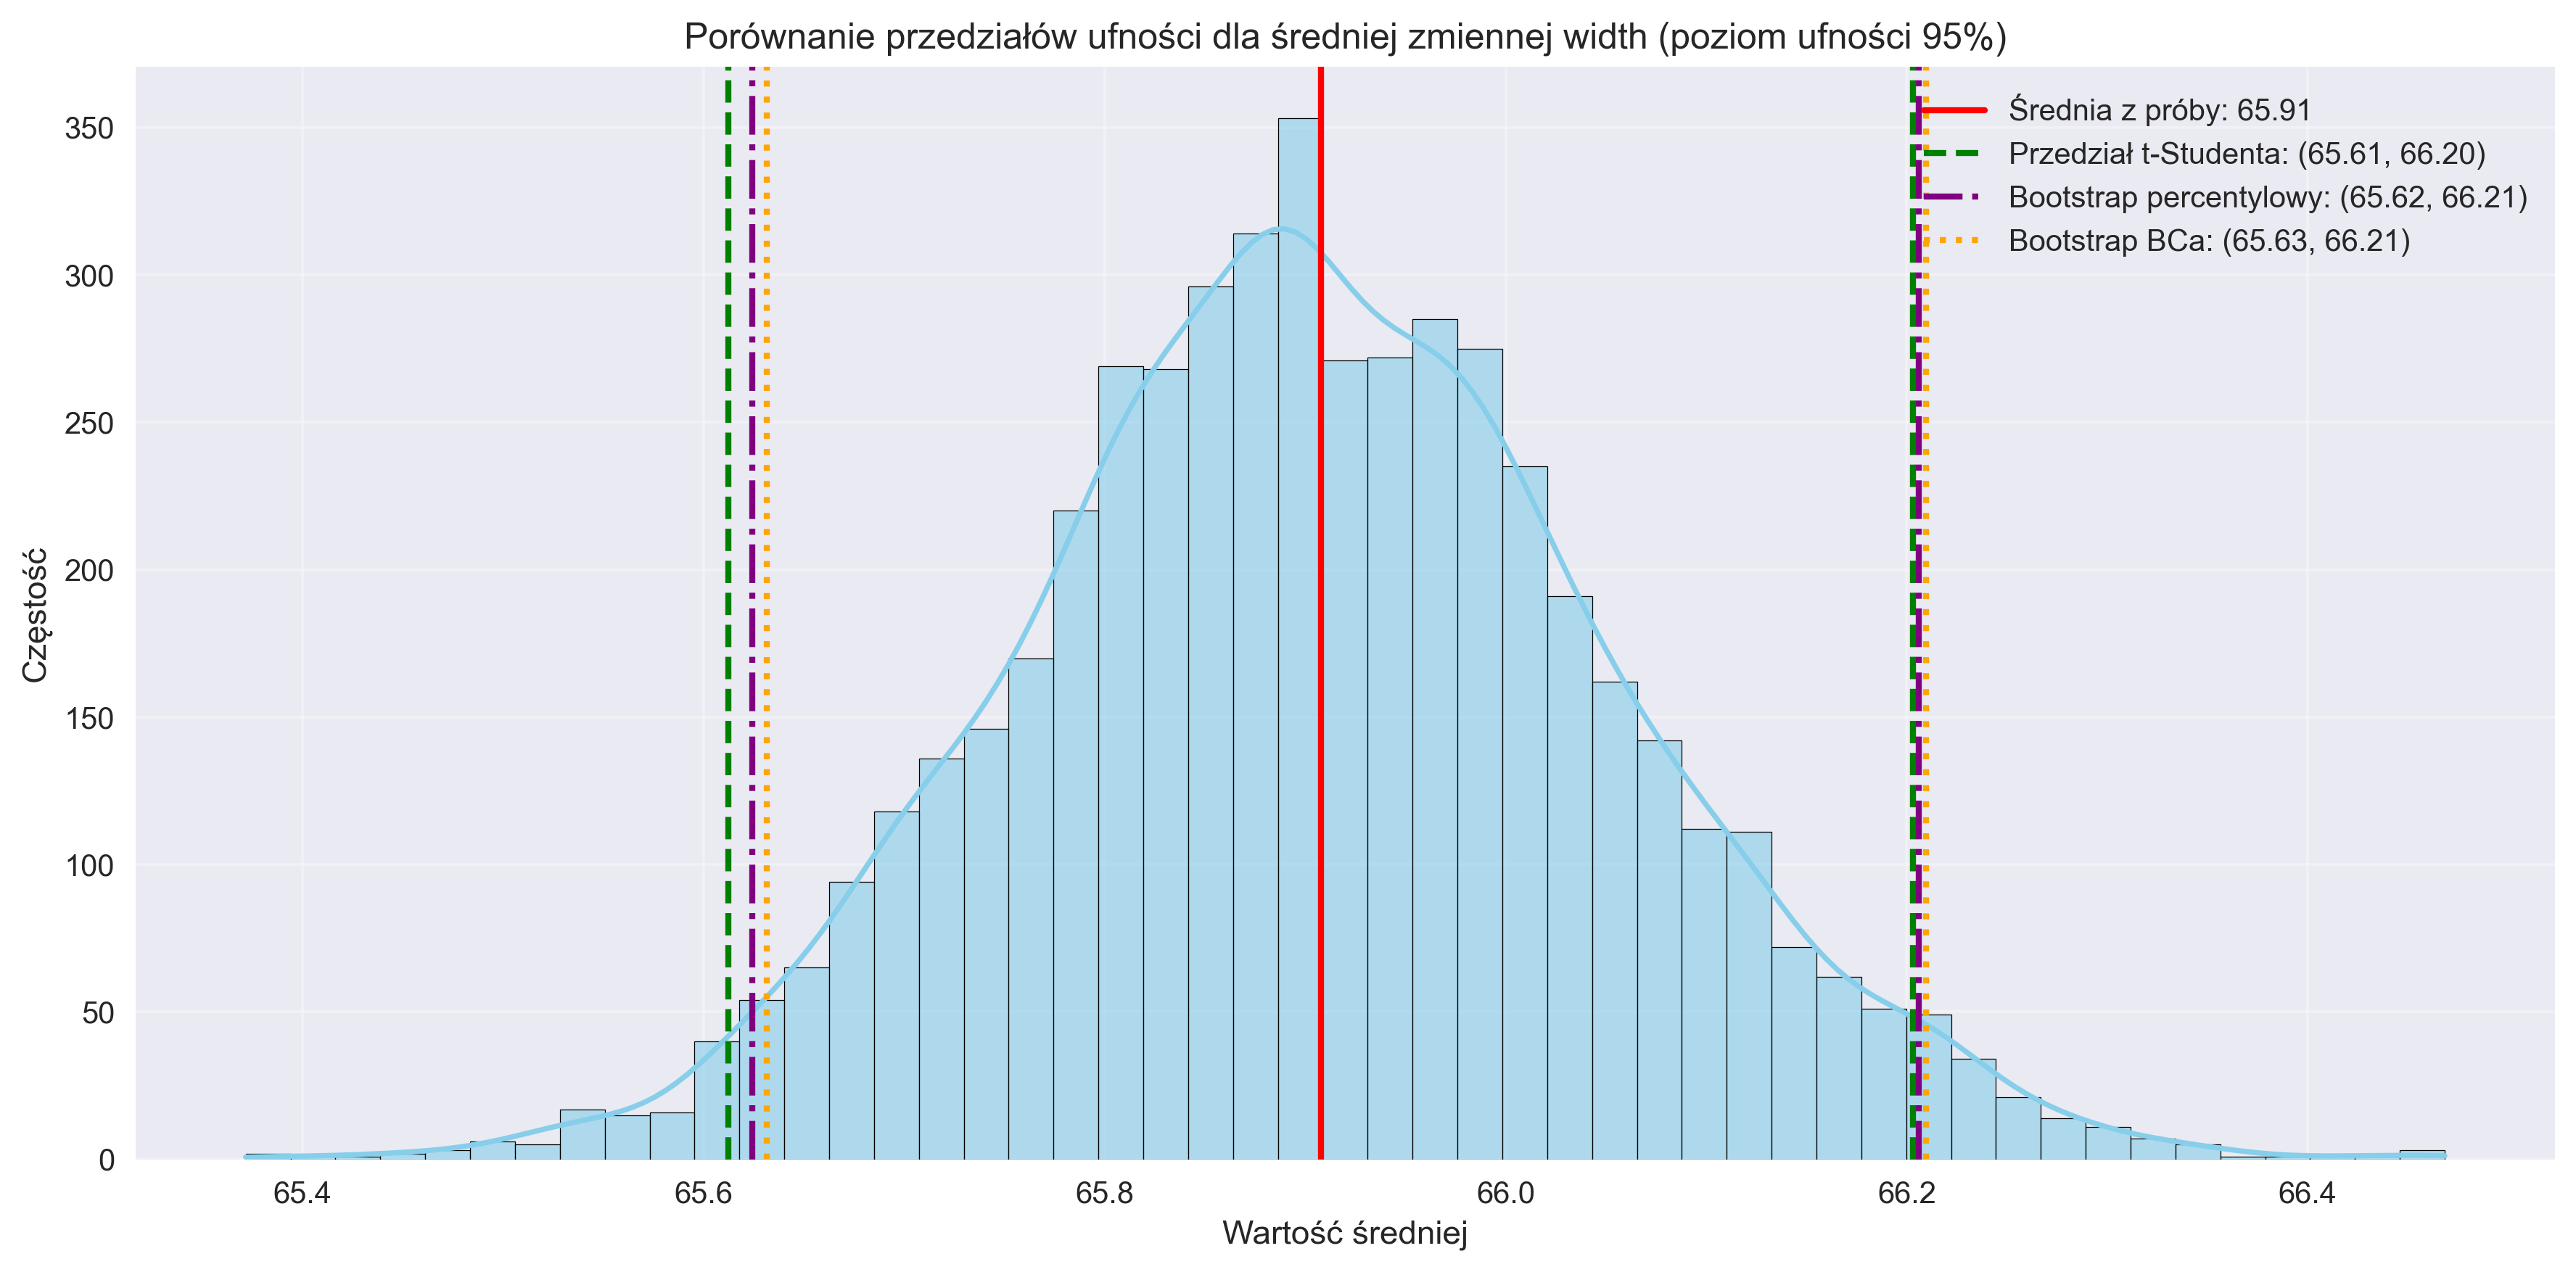 Porównanie przedziałów ufności dla średniej zmiennej width (poziom ufności 95%)
Średnia z próby: 65.91
Przedział t-Studenta: (65.61, 66.20)
Bootstrap percentylowy: (65.62, 66.21)
Bootstrap BCa: (65.63, 66.21)
Częstość
350
300
250
200
150
100
50
0
65.4
65.6
65.8
66.0
66.2
66.4
Wartość średniej